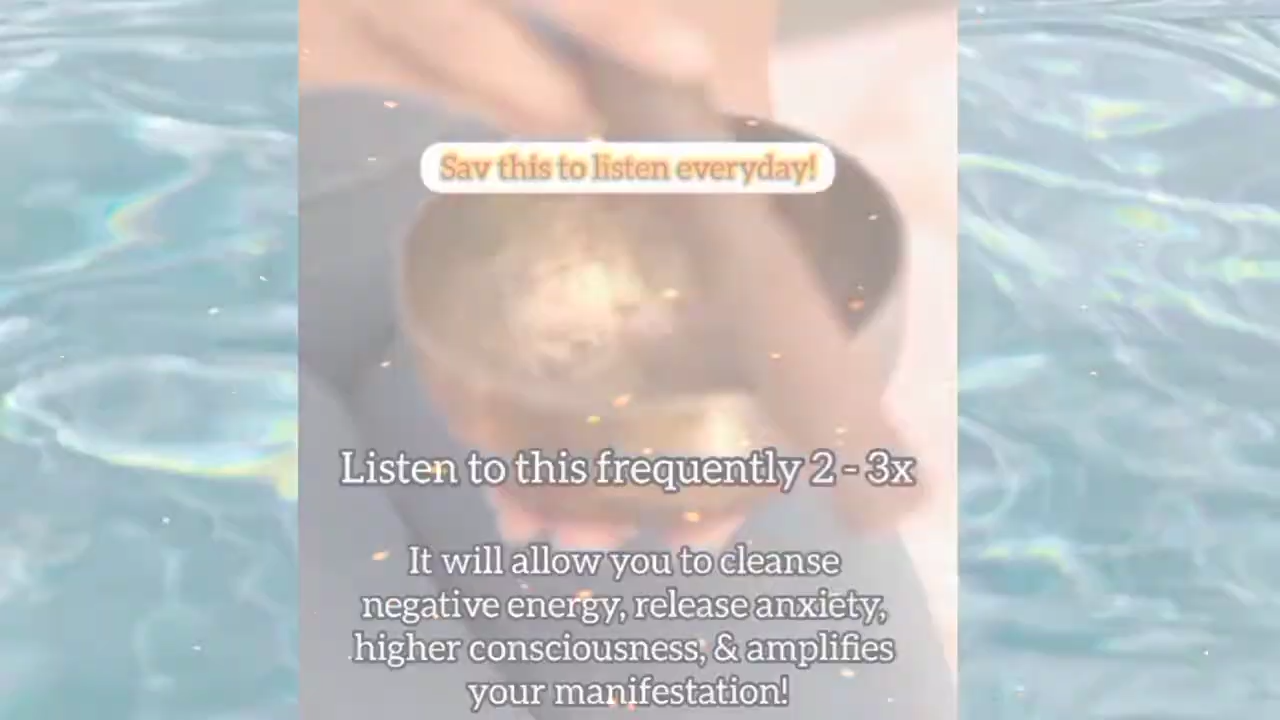 Sav this to listen everyday!
Listen to this frequently 2 - 3x
It will allow you to cleanse
negative energy, release anxiety,
higher consciousness, & amplifies
your manifestation!